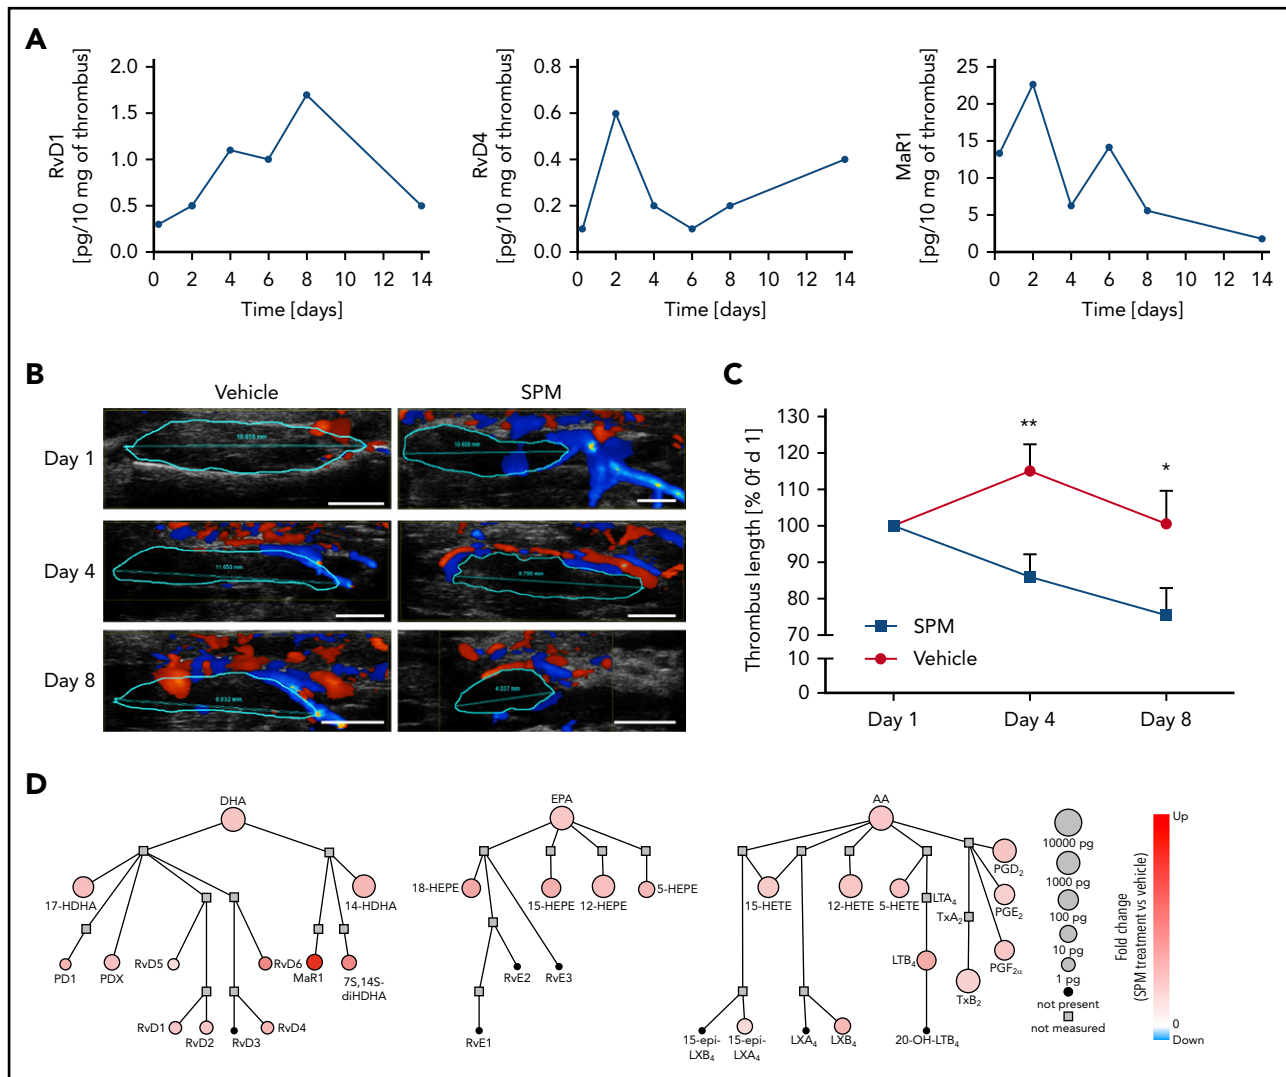 A
RvD1
[pg/10 mg of thrombus]
2.0
1.5
1.0
0.5
0.0
0 2 4 6 8 10 12 14
Time [days]
RvD4
[pg/10 mg of thrombus]
0.8
0.6
0.4
0.2
0.0
0 2 4 6 8 10 12 14
Time [days]
MaR1
[pg/10 mg of thrombus]
25
20
15
10
5
0
0 2 4 6 8 10 12 14
Time [days]
B
Vehicle SPM
Day 1
Day 4
Day 8
11.650 mm
9.790 mm
4.037 mm
C
Thrombus length [% 0f d 1]
130
120
110
100
90
80
70
10
0
**
*
SPM
Vehicle
Day 1 Day 4 Day 8
D
DHA
17-HDHA
14-HDHA
PD1
PDX
RvD5
RvD6
MaR1
7S,14S-
diHDHA
RvD1
RvD2
RvD3
RvD4
EPA
18-HEPE
15-HEPE
12-HEPE
5-HEPE
RvE2
RvE3
RvE1
AA
15-HETE
12-HETE
5-HETE
LTA4
TxA2
PGD2
PGE2
PGF2α
LTB4
TxB2
15-epi-
LXB4
15-epi-
LXA4
LXA4
LXB4
20-OH-LTB4
10000 pg
1000 pg
100 pg
10 pg
1 pg
not present
not measured
Fold change
(SPM treatment vs vehicle)
Up
0
Down